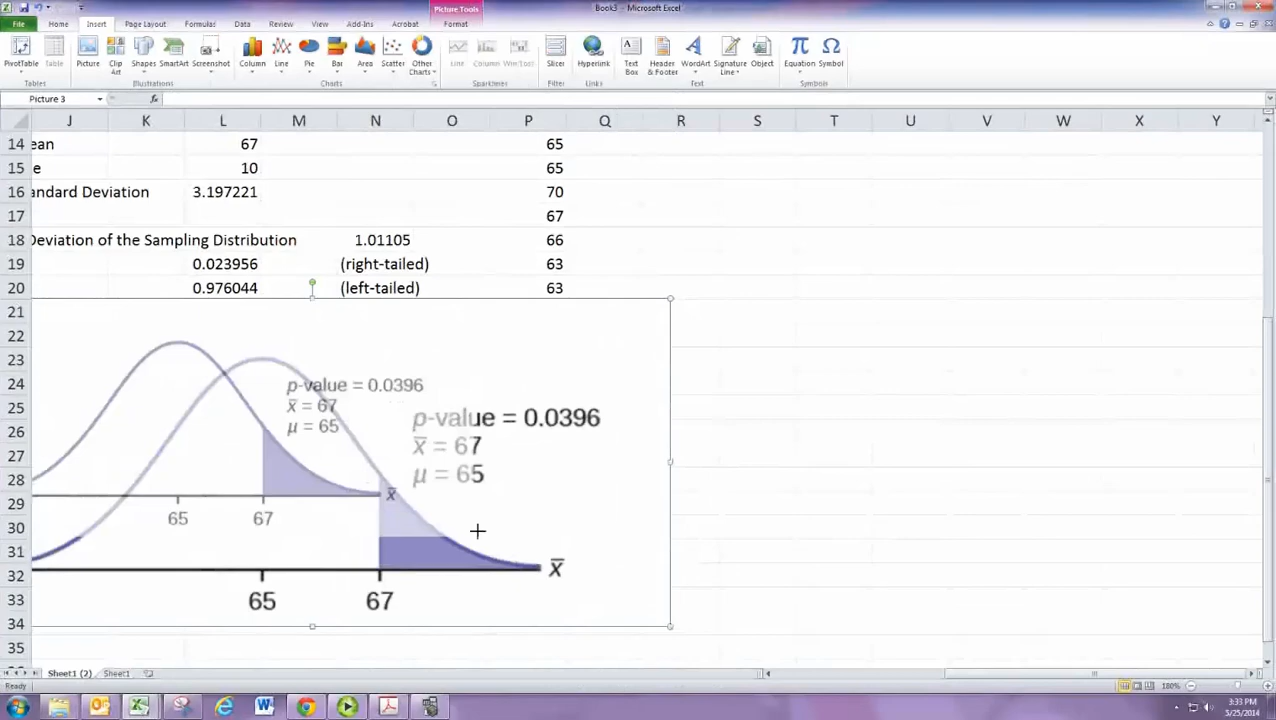 Picture Tools
Book3 - Microsoft Excel
File Home Insert Page Layout Formulas Data Review View Add-Ins Acrobat Format
PivotTable Table Picture Clip Art Shapes SmartArt Screenshot Column Line Pie Bar Area Scatter Other Charts Line Column Win/Loss Slicer Hyperlink Text Box Header & Footer WordArt Signature Line Object Equation Symbol
Tables Illustrations Charts Sparklines Filter Links Text Symbols
Picture 3 fx
J K L M N O P Q R S T U V W X Y
14 ean 67 65
15 e 10 65
16 andard Deviation 3.197221 70
17 67
18 Deviation of the Sampling Distribution 1.01105 66
19 0.023956 (right-tailed) 63
20 0.976044 (left-tailed) 63
21
22
23
24
25
26
27
28
29
30
31
32
33
34
35
p-value = 0.0396
x̅ = 67
μ = 65
x̅
65 67
p-value = 0.0396
x̅ = 67
μ = 65
x̅
65 67
Sheet1 (2) Sheet1
Ready 180%
3:33 PM
5/25/2014